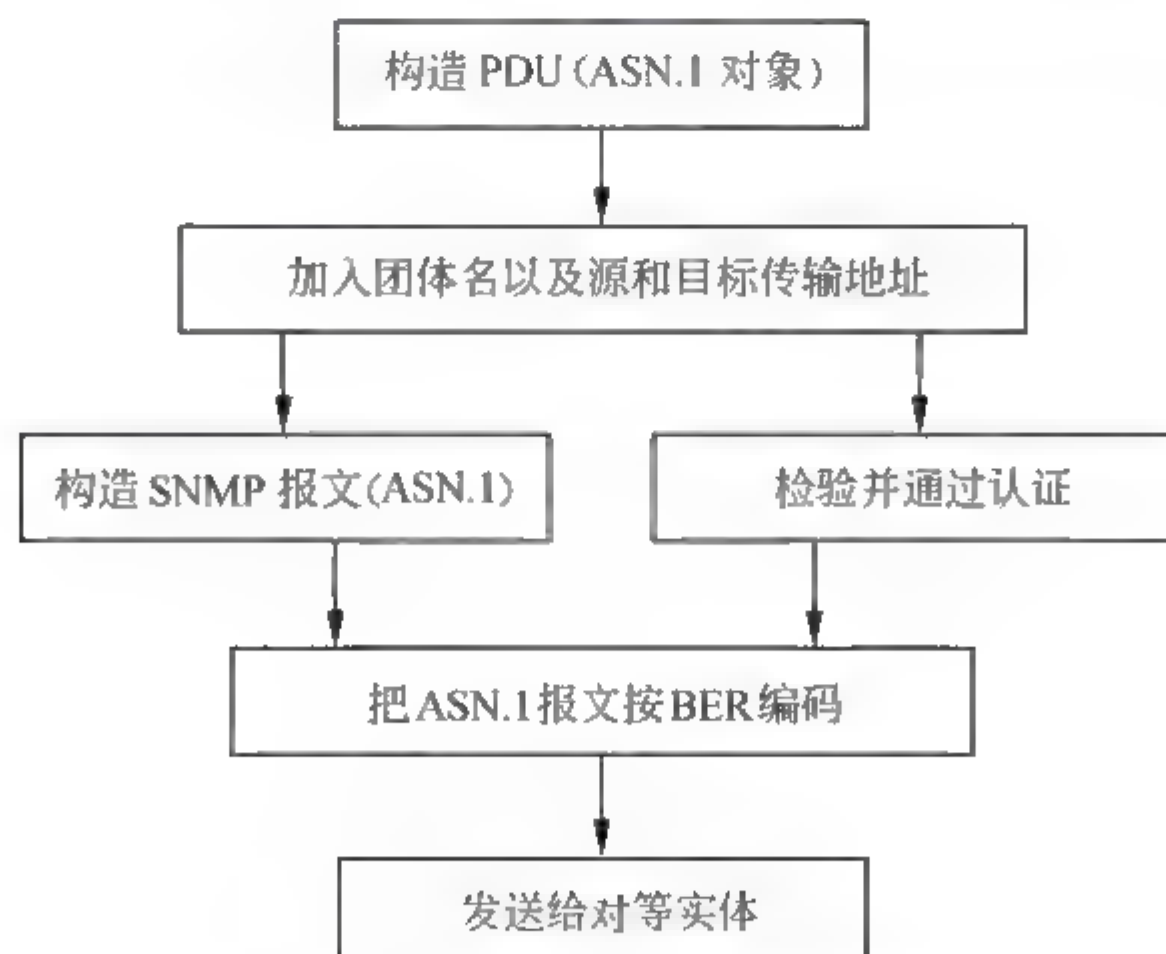 构造 PDU(ASN.1 对象)
加入团体名以及源和目标传输地址
构造 SNMP 报文(ASN.1)
检验并通过认证
把ASN.1报文按BER编码
发送给对等实体